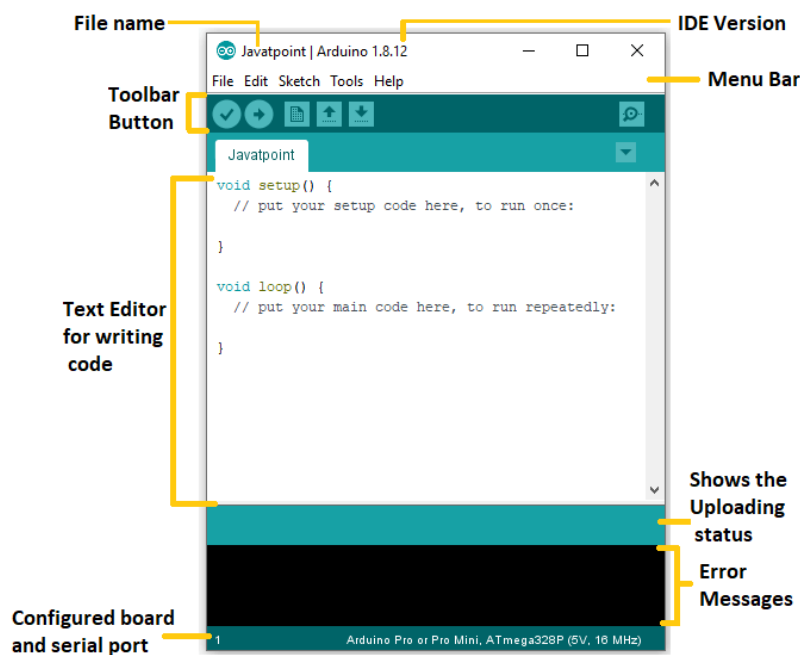 File name
IDE Version
Javatpoint | Arduino 1.8.12
File Edit Sketch Tools Help
Menu Bar
Toolbar
Button
Javatpoint
void setup() {
// put your setup code here, to run once:
}
void loop() {
// put your main code here, to run repeatedly:
}
Text Editor
for writing
code
Shows the
Uploading
status
Error
Messages
Configured board
and serial port
1
Arduino Pro or Pro Mini, ATmega328P (5V, 16 MHz)